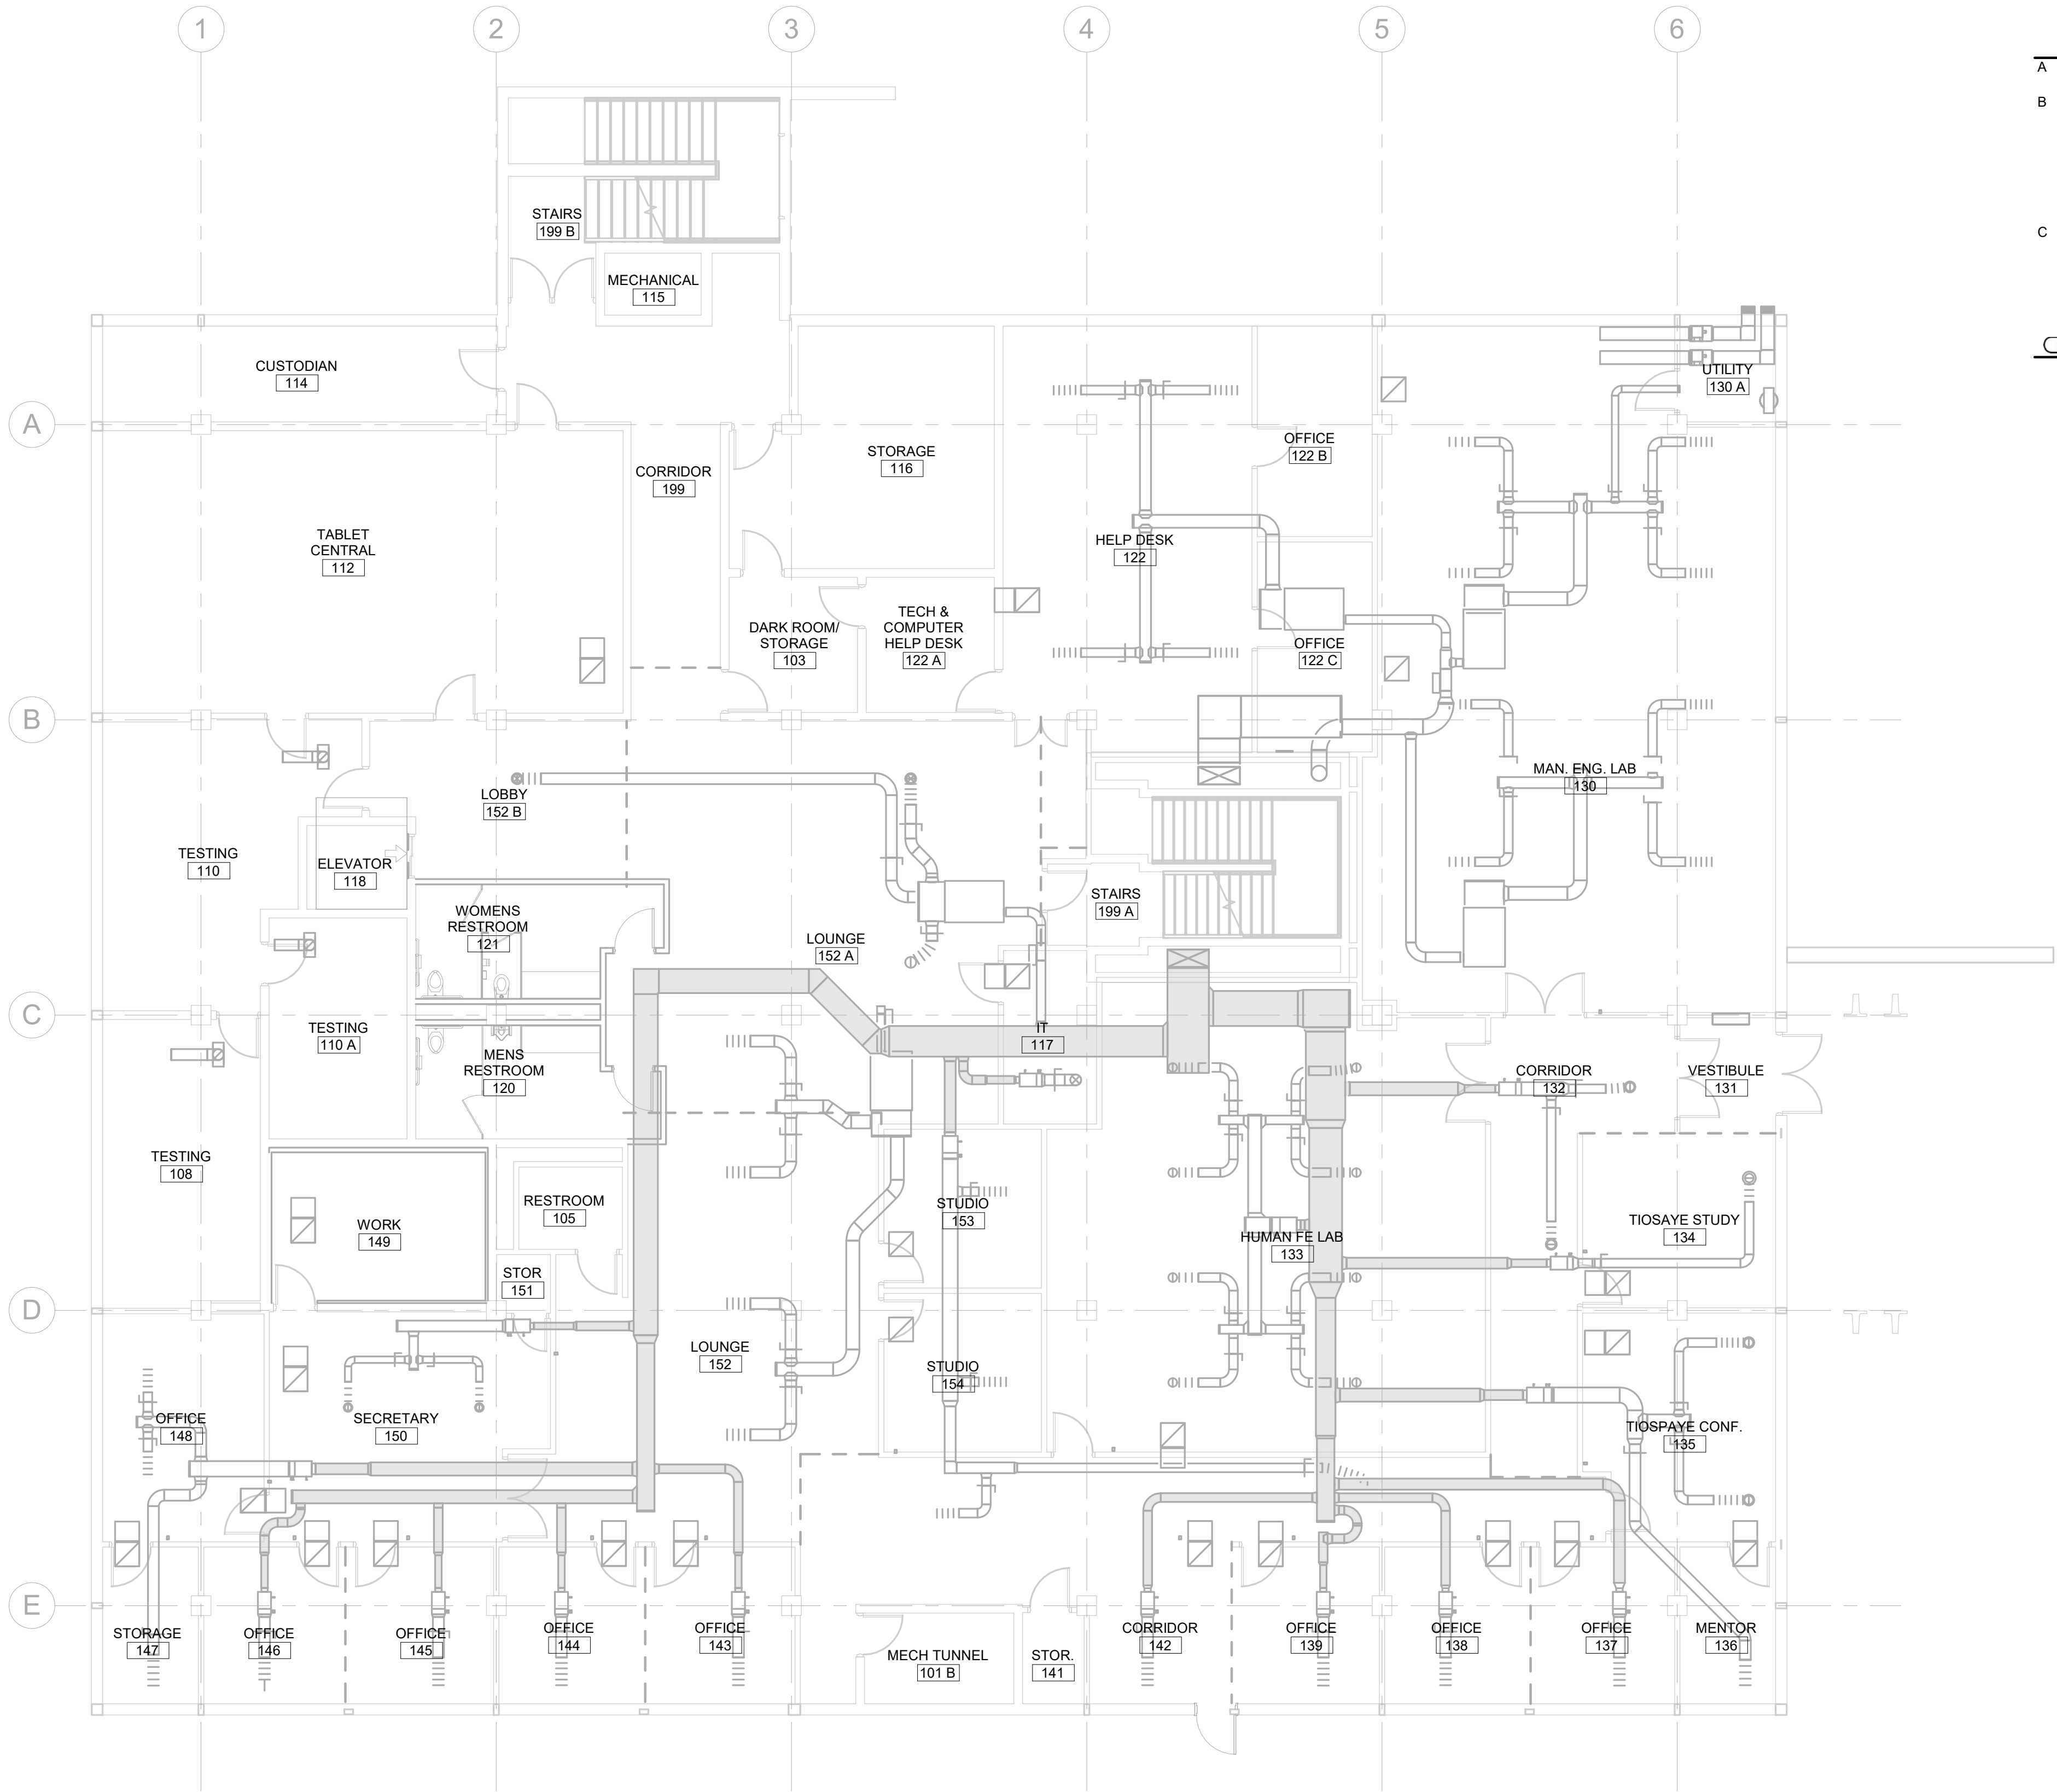 1 2 3 4 5 6
A
B
C
STAIRS
199 B
MECHANICAL
115
CUSTODIAN
114
UTILITY
130 A
A
OFFICE
122 B
STORAGE
116
CORRIDOR
199
TABLET
CENTRAL
112
HELP DESK
122
DARK ROOM/
STORAGE
103
TECH &
COMPUTER
HELP DESK
122 A
OFFICE
122 C
B
MAN. ENG. LAB
130
LOBBY
152 B
TESTING
110
ELEVATOR
118
STAIRS
199 A
WOMENS
RESTROOM
121
LOUNGE
152 A
C
TESTING
110 A
IT
117
MENS
RESTROOM
120
CORRIDOR
132
VESTIBULE
131
TESTING
108
RESTROOM
105
STUDIO
153
WORK
149
HUMAN FE LAB
133
TIOSAYE STUDY
134
STOR
151
D
LOUNGE
152
STUDIO
154
OFFICE
148
SECRETARY
150
TIOSPAYE CONF.
135
E
STORAGE
147
OFFICE
146
OFFICE
145
OFFICE
144
OFFICE
143
MECH TUNNEL
101 B
STOR.
141
CORRIDOR
142
OFFICE
139
OFFICE
138
OFFICE
137
MENTOR
136